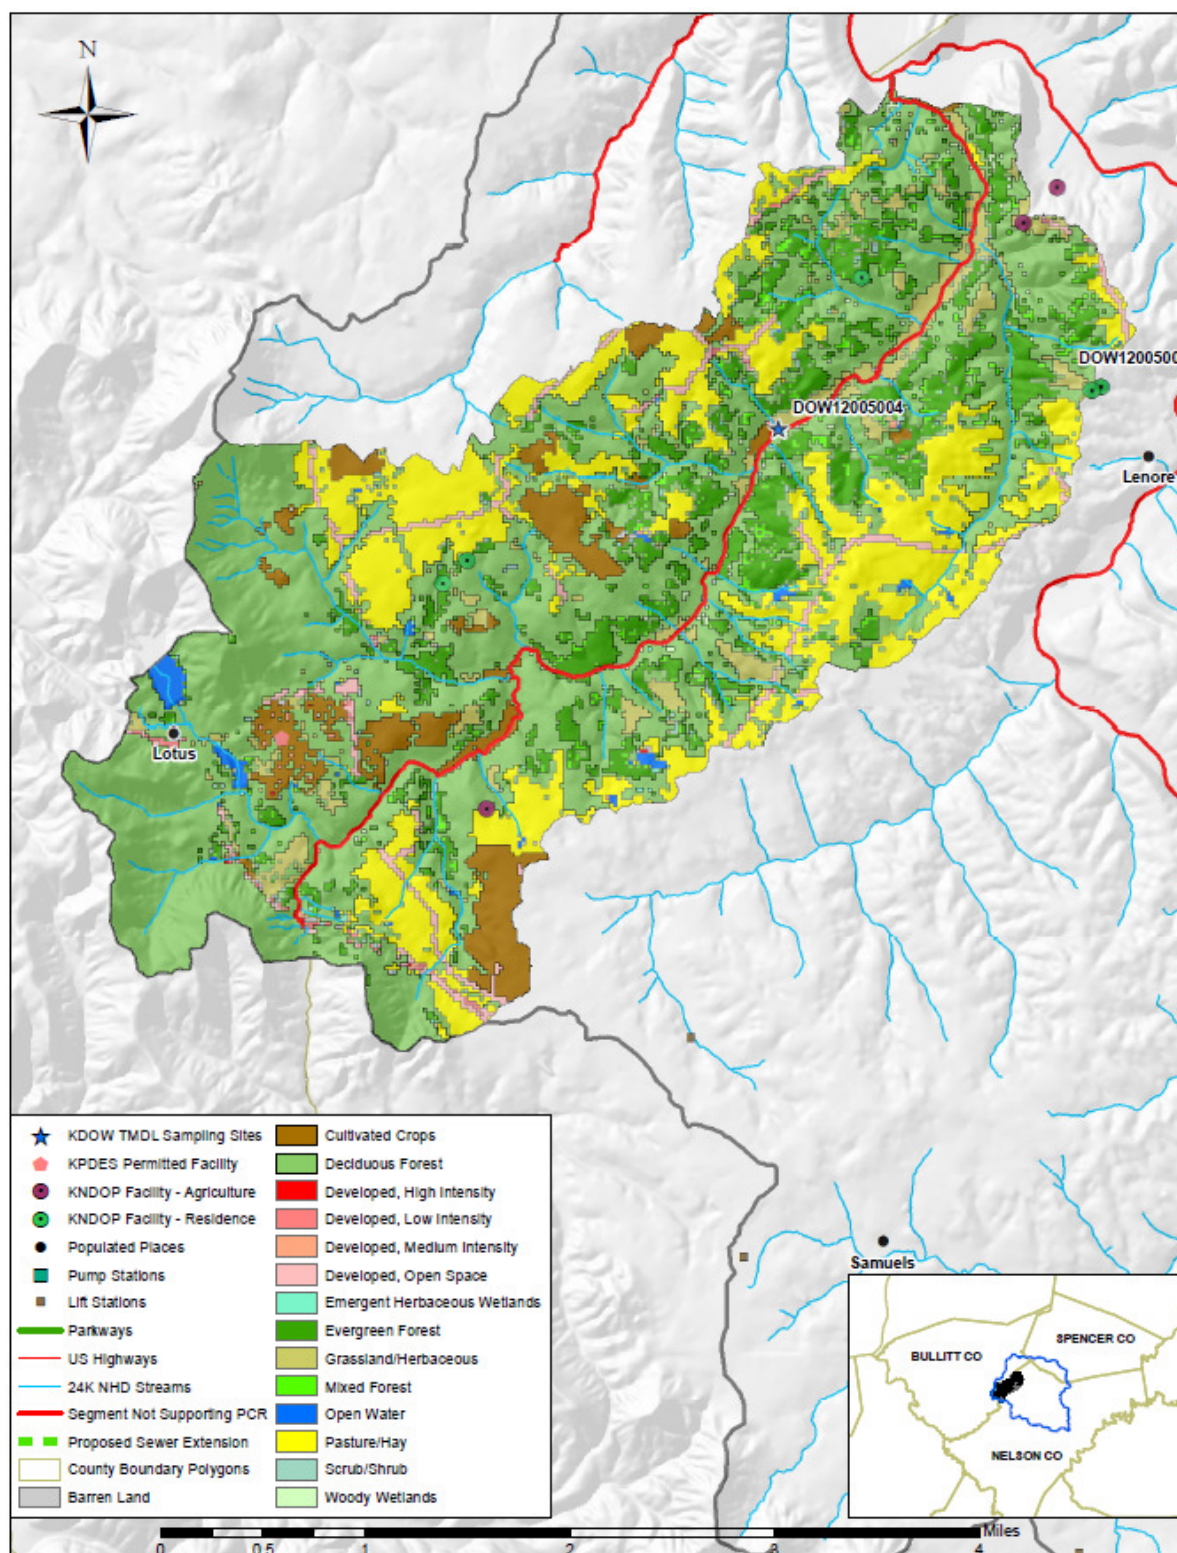 N
DOW1200500
DOW12005004
Lenore
Lotus
KDOW TMDL Sampling Sites
KPDES Permitted Facility
KNDOP Facility - Agriculture
KNDOP Facility - Residence
Populated Places
Pump Stations
Lift Stations
Parkways
US Highways
24K NHD Streams
Segment Not Supporting PCR
Proposed Sewer Extension
County Boundary Polygons
Barren Land
Cultivated Crops
Deciduous Forest
Developed, High Intensity
Developed, Low Intensity
Developed, Medium Intensity
Developed, Open Space
Emergent Herbaceous Wetlands
Evergreen Forest
Grassland/Herbaceous
Mixed Forest
Open Water
Pasture/Hay
Scrub/Shrub
Woody Wetlands
Samuels
SPENCER CO
BULLITT CO
NELSON CO
Miles
0 0.5 1 2 3 4